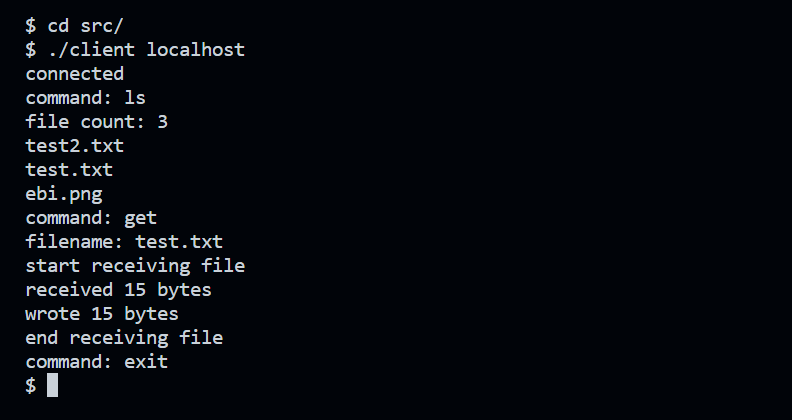 $ cd src/
$ ./client localhost
connected
command: ls
file count: 3
test2.txt
test.txt
ebi.png
command: get
filename: test.txt
start receiving file
received 15 bytes
wrote 15 bytes
end receiving file
command: exit
$